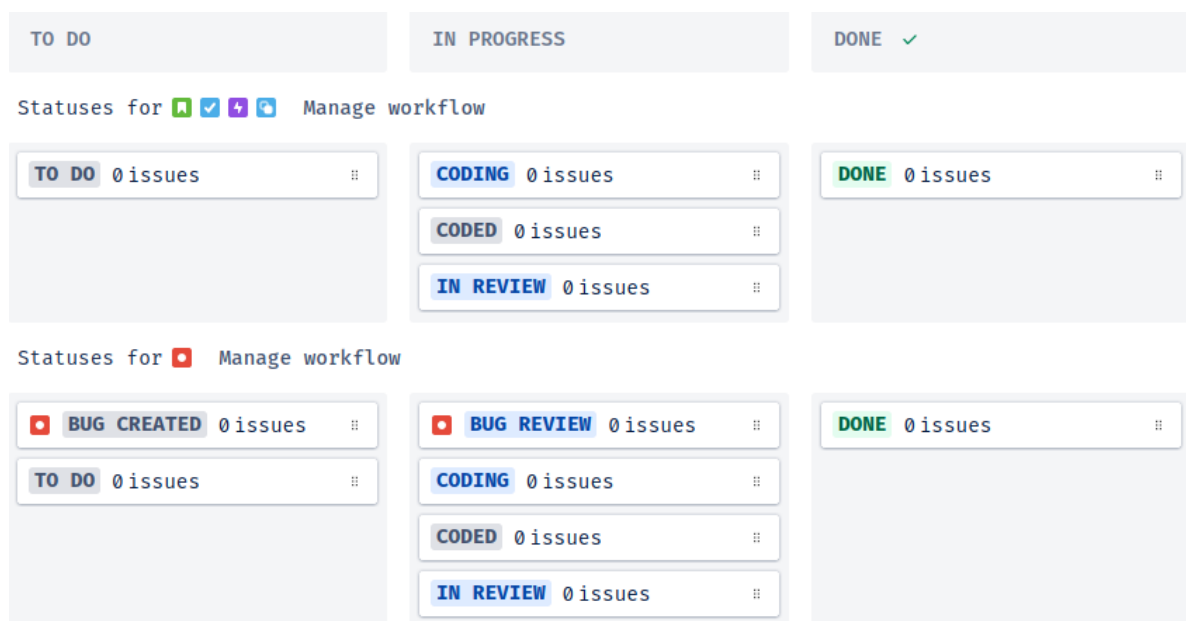 TO DO IN PROGRESS DONE
Statuses for Manage workflow
TO DO 0 issues CODING 0 issues DONE 0 issues
CODED 0 issues
IN REVIEW 0 issues
Statuses for Manage workflow
BUG CREATED 0 issues BUG REVIEW 0 issues DONE 0 issues
TO DO 0 issues CODING 0 issues
CODED 0 issues
IN REVIEW 0 issues